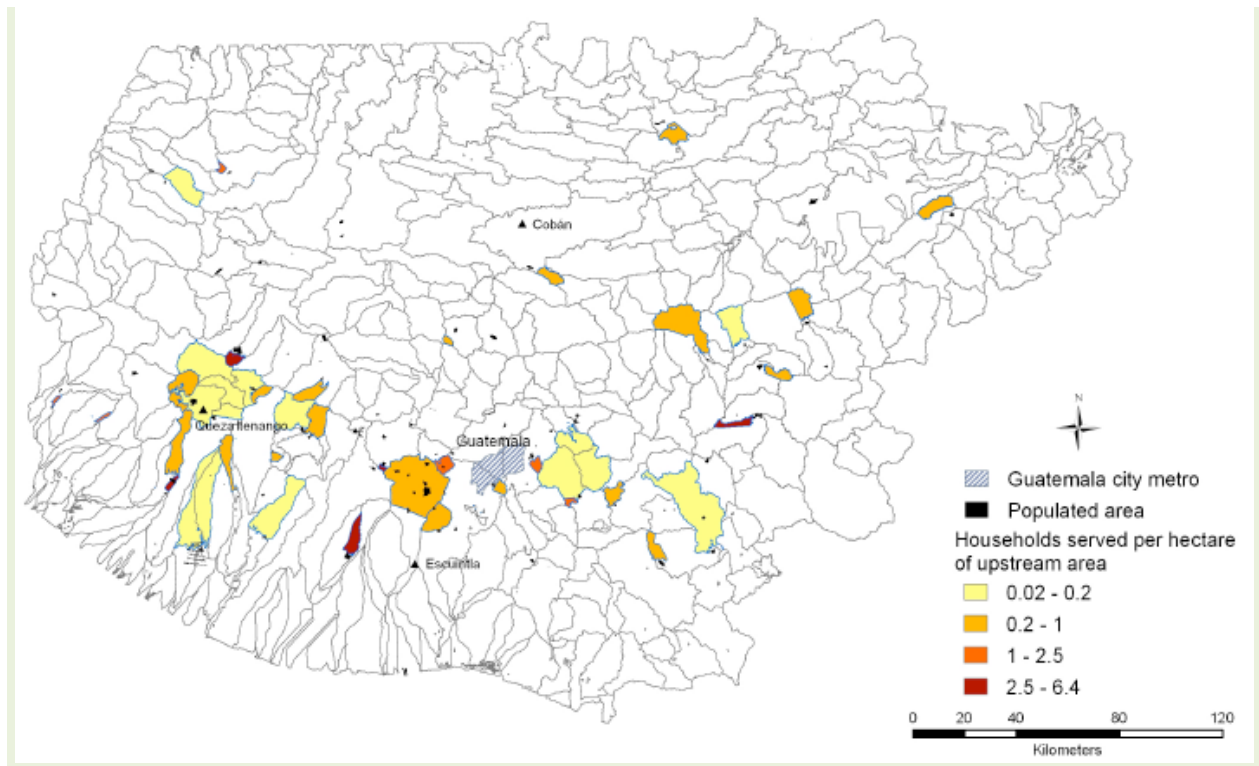 Cobán
Quezaltenango
Guatemala
Escuintla
N
Guatemala city metro
Populated area
Households served per hectare
of upstream area
0.02 - 0.2
0.2 - 1
1 - 2.5
2.5 - 6.4
0 20 40 80 120
Kilometers